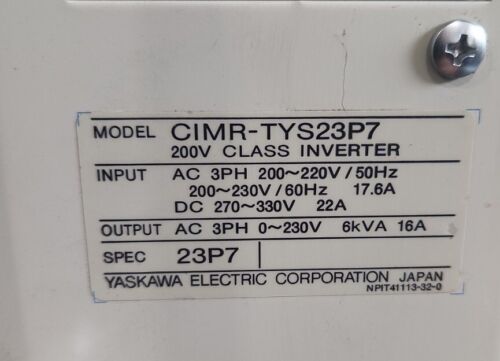 MODEL CIMR-TYS23P7
200V CLASS INVERTER
INPUT AC 3PH 200~220V/50Hz
200~230V/60Hz 17.6A
DC 270~330V 22A
OUTPUT AC 3PH 0~230V 6kVA 16A
SPEC 23P7
YASKAWA ELECTRIC CORPORATION JAPAN
NPIT41113-32-0